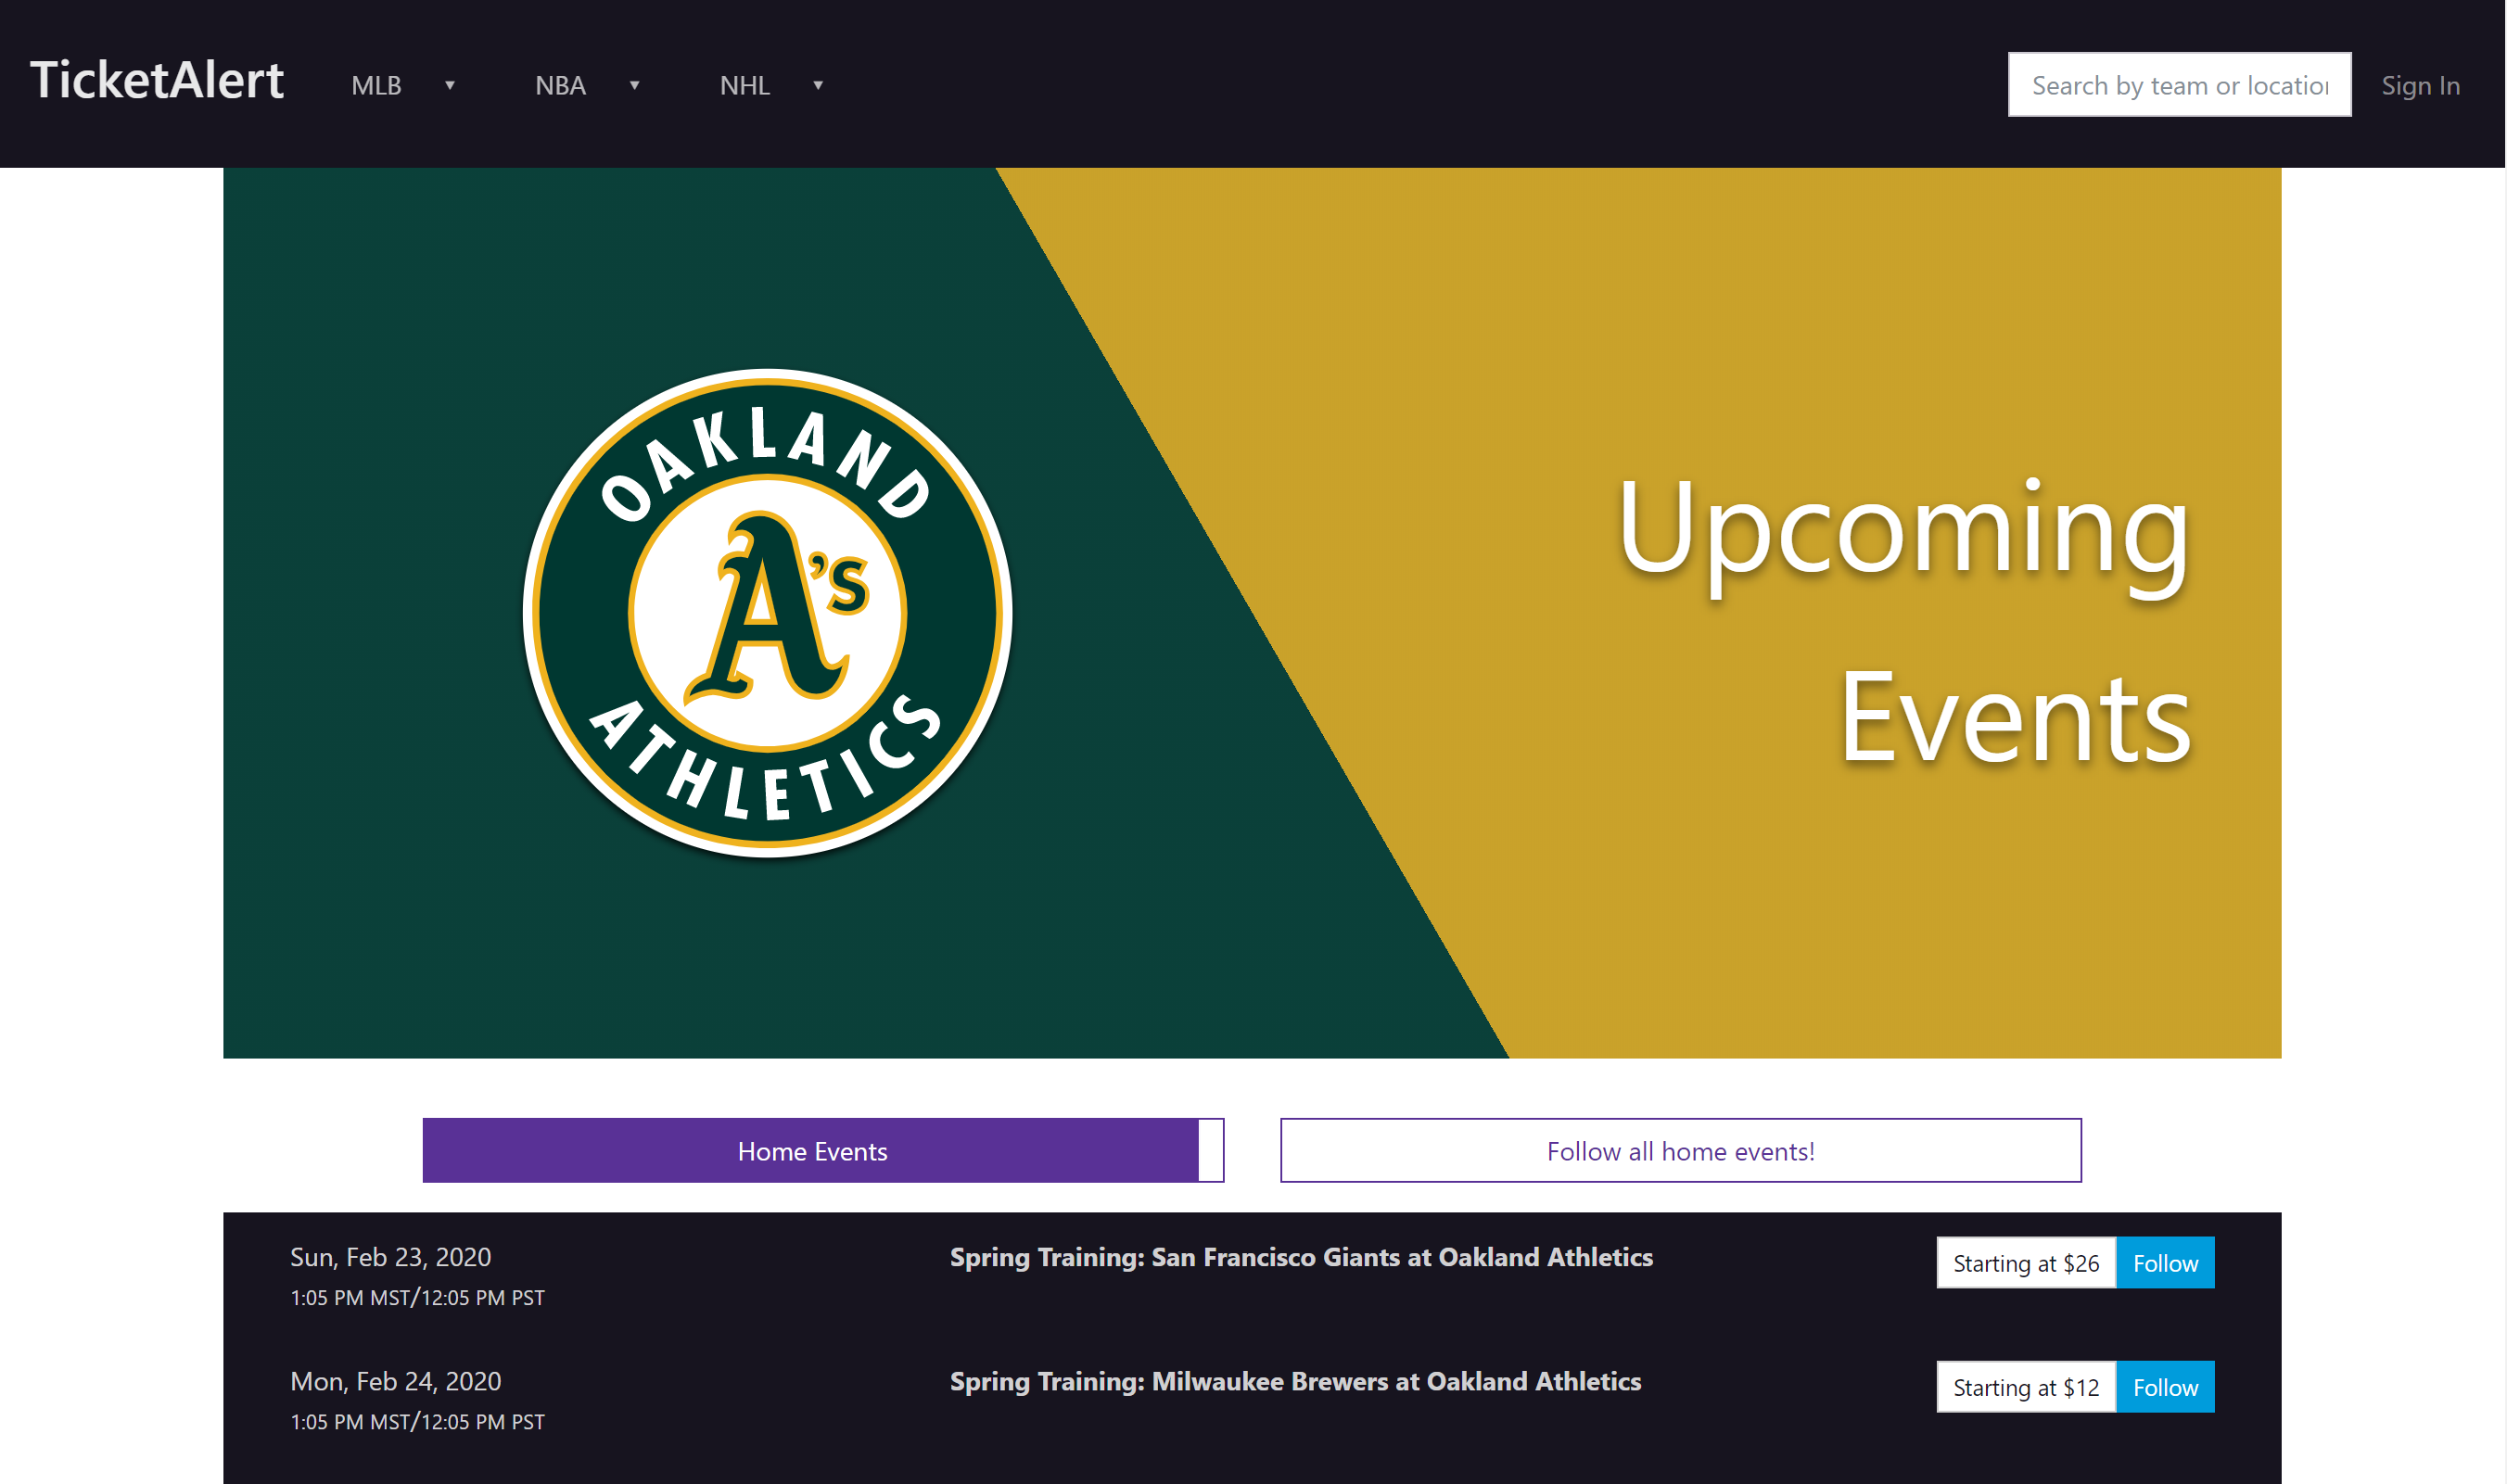 TicketAlert MLB ▾ NBA ▾ NHL ▾ Search by team or location Sign In
OAKLAND
A's
ATHLETICS
Upcoming
Events
Home Events Follow all home events!
Sun, Feb 23, 2020 Spring Training: San Francisco Giants at Oakland Athletics Starting at $26 Follow
1:05 PM MST/12:05 PM PST
Mon, Feb 24, 2020 Spring Training: Milwaukee Brewers at Oakland Athletics Starting at $12 Follow
1:05 PM MST/12:05 PM PST